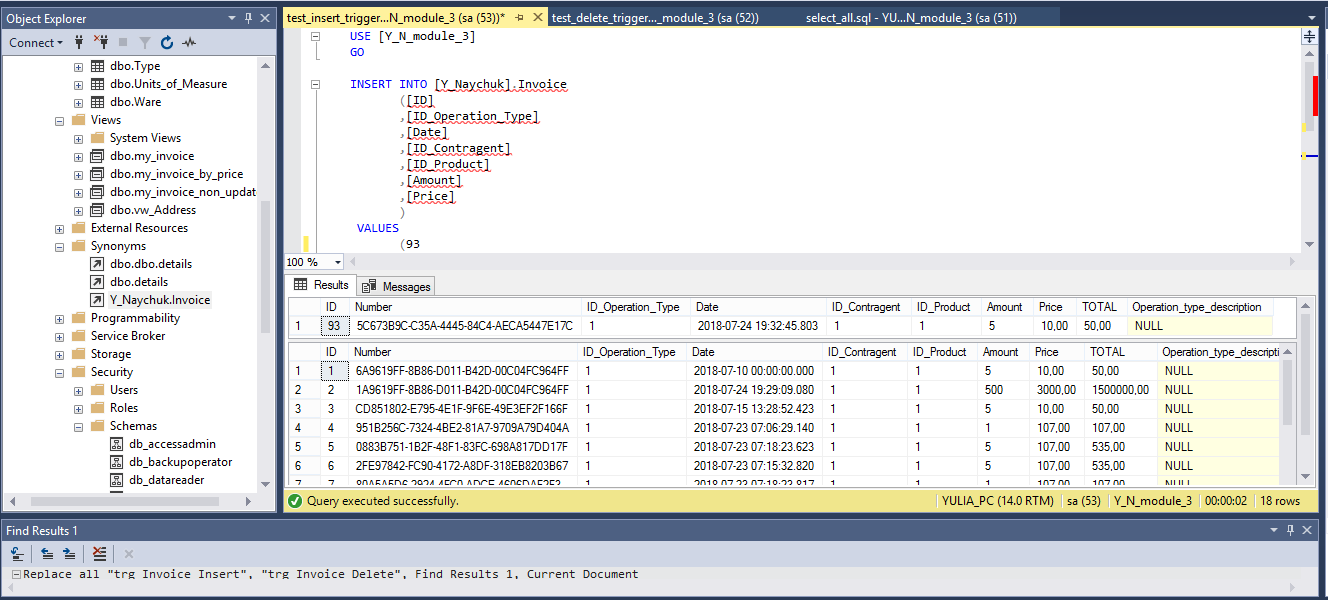 Object Explorer
Connect
dbo.Type
dbo.Units_of_Measure
dbo.Ware
Views
System Views
dbo.my_invoice
dbo.my_invoice_by_price
dbo.my_invoice_non_updat
dbo.vw_Address
External Resources
Synonyms
dbo.dbo.details
dbo.details
Y_Naychuk.Invoice
Programmability
Service Broker
Storage
Security
Users
Roles
Schemas
db_accessadmin
db_backupoperator
db_datareader
test_insert_trigger...N_module_3 (sa (53))* test_delete_trigger..._module_3 (sa (52)) select_all.sql - YU...N_module_3 (sa (51))
USE [Y_N_module_3]
GO
INSERT INTO [Y_Naychuk].Invoice
([ID]
,[ID_Operation_Type]
,[Date]
,[ID_Contragent]
,[ID_Product]
,[Amount]
,[Price]
)
VALUES
(93
100 %
Results Messages
ID Number ID_Operation_Type Date ID_Contragent ID_Product Amount Price TOTAL Operation_type_description
1 93 5C673B9C-C35A-4445-84C4-AECA5447E17C 1 2018-07-24 19:32:45.803 1 1 5 10,00 50,00 NULL
ID Number ID_Operation_Type Date ID_Contragent ID_Product Amount Price TOTAL Operation_type_descripti
1 1 6A9619FF-8B86-D011-B42D-00C04FC964FF 1 2018-07-10 00:00:00.000 1 1 5 10,00 50,00 NULL
2 2 1A9619FF-8B86-D011-B42D-00C04FC964FF 1 2018-07-24 19:29:09.080 1 1 500 3000,00 1500000,00 NULL
3 3 CD851802-E795-4E1F-9F6E-49E3EF2F166F 1 2018-07-15 13:28:52.423 1 1 5 10,00 50,00 NULL
4 4 951B256C-7324-4BE2-81A7-9709A79D404A 1 2018-07-23 07:06:29.140 1 1 1 107,00 107,00 NULL
5 5 0883B751-1B2F-48F1-83FC-698A817DD17F 1 2018-07-23 07:18:23.623 1 1 5 107,00 535,00 NULL
6 6 2FE97842-FC90-4172-A8DF-318EB8203B67 1 2018-07-23 07:15:32.820 1 1 5 107,00 535,00 NULL
7 7 1 2018-07-23 07:18:23.817 1 1 1 107,00 107,00 NULL
Query executed successfully. YULIA_PC (14.0 RTM) sa (53) Y_N_module_3 00:00:02 18 rows
Find Results 1
Replace all "trg Invoice Insert", "trg Invoice Delete", Find Results 1, Current Document